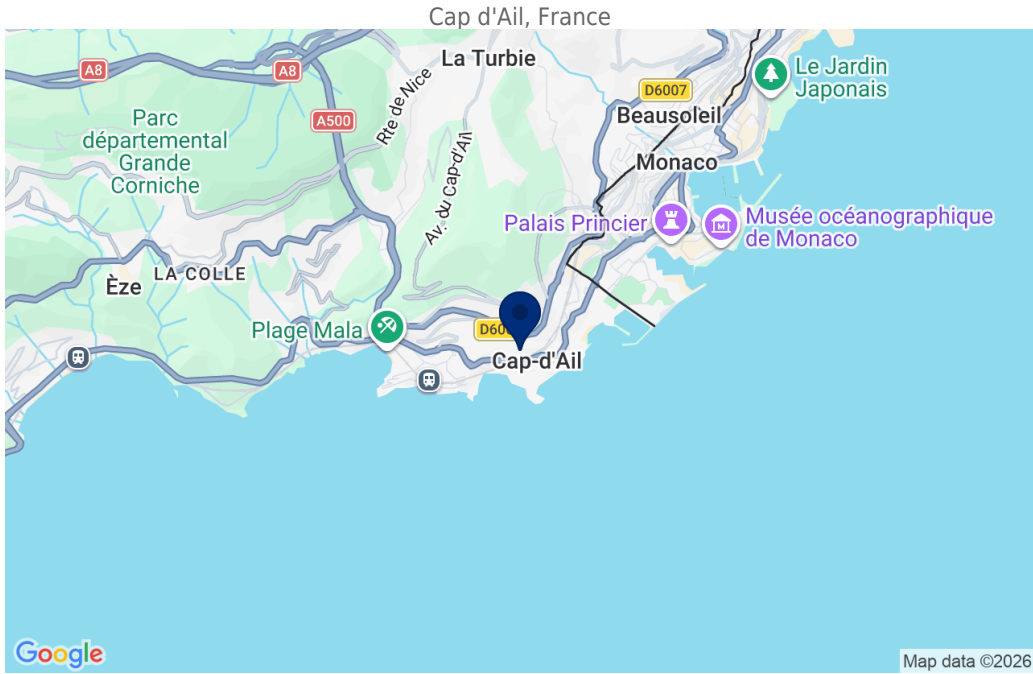 Cap d'Ail, France
La Turbie
A8
A8
Le Jardin
Japonais
D6007
Rte de Nice
Beausoleil
A500
Parc
départemental
Grande
Corniche
Monaco
Av. du Cap-d'Ail
Palais Princier
Musée océanographique
de Monaco
LA COLLE
Èze
Plage Mala
Cap-d'Ail
Google
Map data ©2026